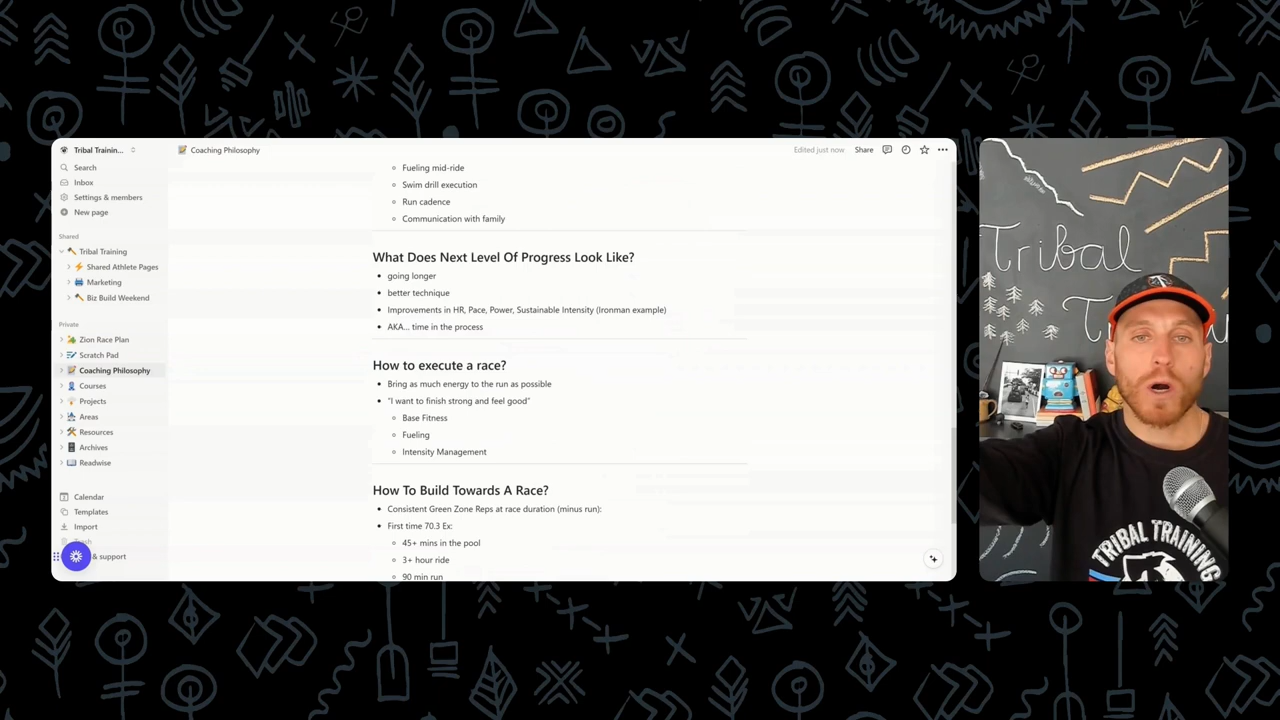 Tribal Trainin...
Search
Inbox
Settings & members
New page
Shared
Tribal Training
Shared Athlete Pages
Marketing
Biz Build Weekend
Private
Zion Race Plan
Scratch Pad
Coaching Philosophy
Courses
Projects
Areas
Resources
Archives
Readwise
Calendar
Templates
Import
Trash
& support
Coaching Philosophy
Edited just now
Share
Fueling mid-ride
Swim drill execution
Run cadence
Communication with family
What Does Next Level Of Progress Look Like?
going longer
better technique
Improvements in HR, Pace, Power, Sustainable Intensity (Ironman example)
AKA... time in the process
How to execute a race?
Bring as much energy to the run as possible
"I want to finish strong and feel good"
Base Fitness
Fueling
Intensity Management
How To Build Towards A Race?
Consistent Green Zone Reps at race duration (minus run):
First time 70.3 Ex:
45+ mins in the pool
3+ hour ride
90 min run
Tribal
TRIBAL TRAINING